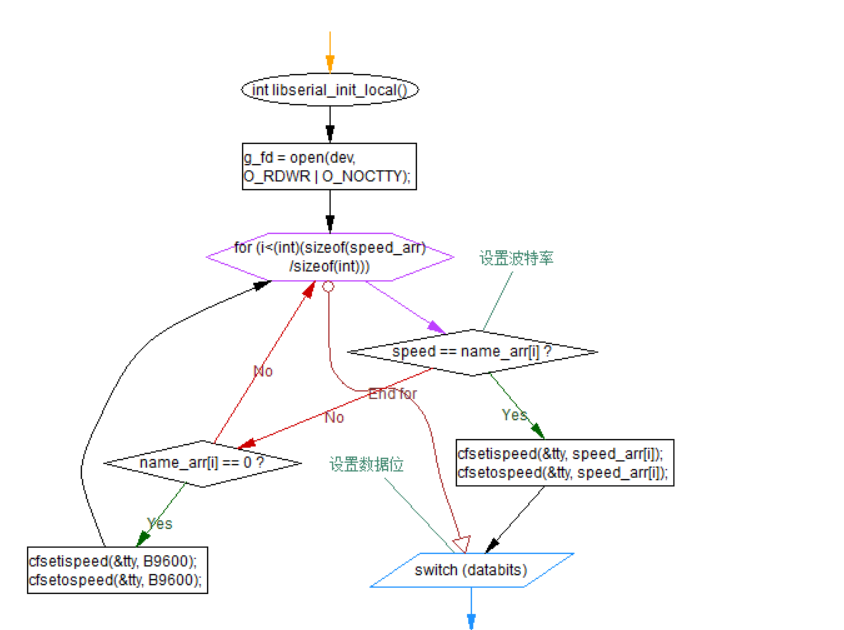 int libserial_init_local()
g_fd = open(dev,
O_RDWR | O_NOCTTY);
for (i<(int)(sizeof(speed_arr)
/sizeof(int)))
设置波特率
speed == name_arr[i] ?
No
End for
No
Yes
name_arr[i] == 0 ?
设置数据位
cfsetispeed(&tty, speed_arr[i]);
cfsetospeed(&tty, speed_arr[i]);
Yes
cfsetispeed(&tty, B9600);
cfsetospeed(&tty, B9600);
switch (databits)